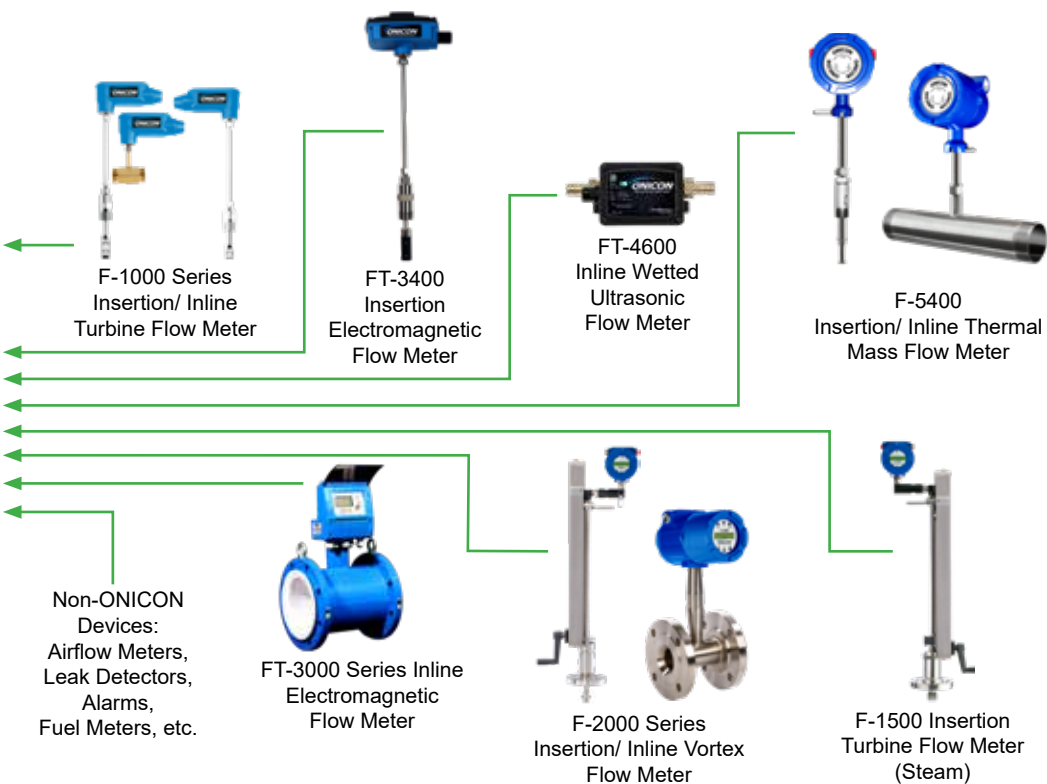 ONICON
ONICON
ONICON
F-1000 Series
Insertion/ Inline
Turbine Flow Meter
FT-3400
Insertion
Electromagnetic
Flow Meter
FT-4600
Inline Wetted
Ultrasonic
Flow Meter
F-5400
Insertion/ Inline Thermal
Mass Flow Meter
Non-ONICON
Devices:
Airflow Meters,
Leak Detectors,
Alarms,
Fuel Meters, etc.
FT-3000 Series Inline
Electromagnetic
Flow Meter
F-2000 Series
Insertion/ Inline Vortex
Flow Meter
F-1500 Insertion
Turbine Flow Meter
(Steam)